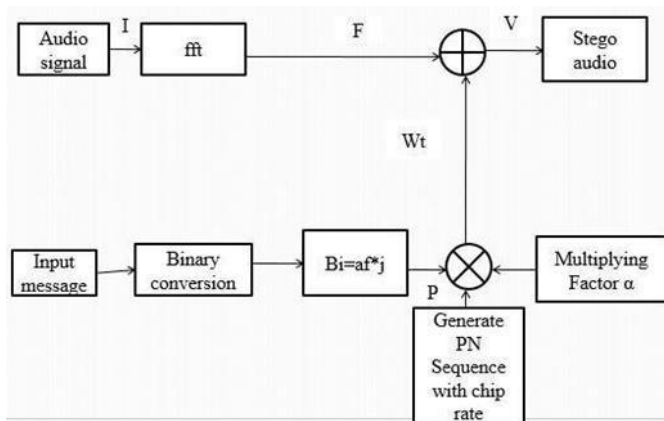 I
F
V
Audio
signal
fft
Stego
audio
Wt
Input
message
Binary
conversion
Bi=af*j
P
Multiplying
Factor α
Generate
PN
Sequence
with chip
rate